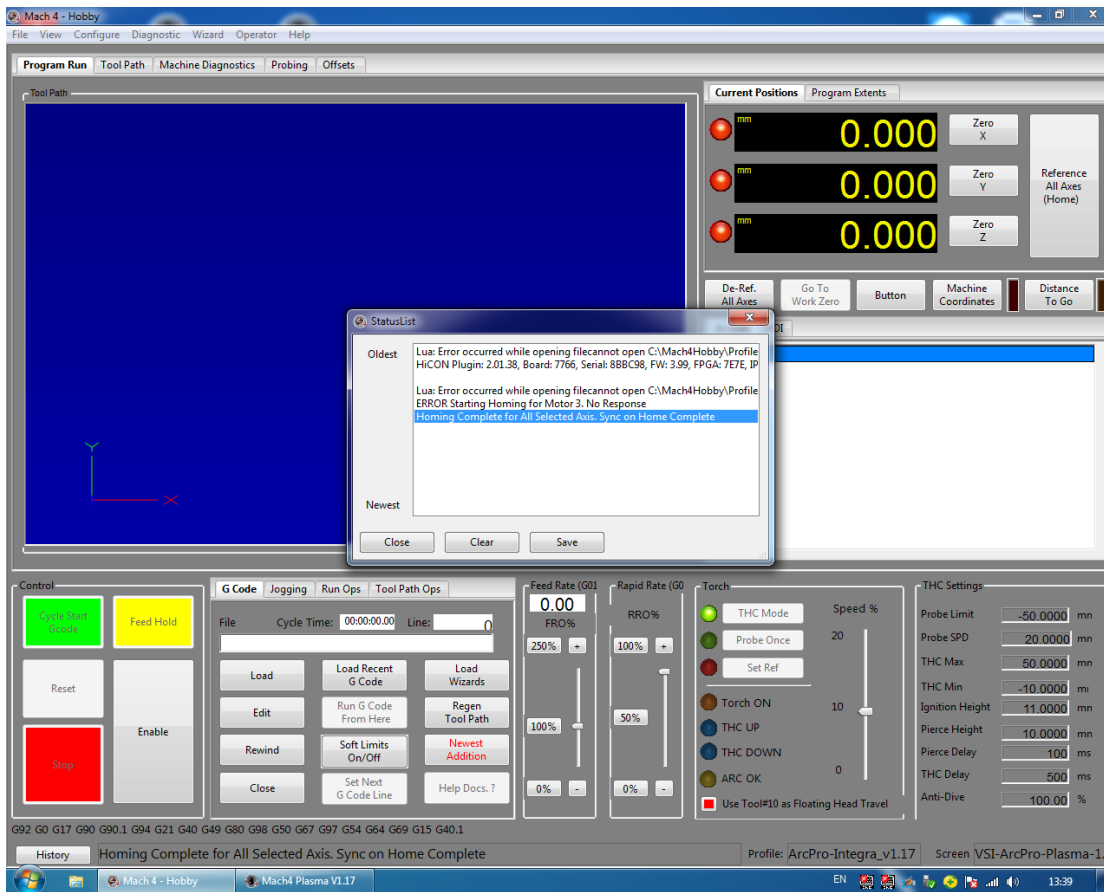 Mach 4 - Hobby
File View Configure Diagnostic Wizard Operator Help
Program Run Tool Path Machine Diagnostics Probing Offsets
Tool Path
Current Positions Program Extents
mm 0.000 Zero X
mm 0.000 Zero Y
mm 0.000 Zero Z
Reference All Axes (Home)
De-Ref. All Axes
Go To Work Zero
Button
Machine Coordinates
Distance To Go
StatusList
Oldest
Lua: Error occurred while opening filecannot open C:\Mach4Hobby\Profile
HiCON Plugin: 2.01.38, Board: 7766, Serial: 8BBC98, FW: 3.99, FPGA: 7E7E, IP
Lua: Error occurred while opening filecannot open C:\Mach4Hobby\Profile
ERROR Starting Homing for Motor 3. No Response
Homing Complete for All Selected Axis. Sync on Home Complete
Newest
Close Clear Save
Y
X
Control
Cycle Start Gcode
Feed Hold
Reset
Enable
Stop
G Code Jogging Run Ops Tool Path Ops
File Cycle Time: 00:00:00.00 Line: 0
Load
Load Recent G Code
Load Wizards
Edit
Run G Code From Here
Regen Tool Path
Rewind
Soft Limits On/Off
Newest Addition
Close
Set Next G Code Line
Help Docs. ?
Feed Rate (G01
0.00
FRO%
250% +
100%
0% -
Rapid Rate (G0
RRO%
100% +
50%
0% -
Torch
THC Mode
Probe Once
Set Ref
Torch ON
THC UP
THC DOWN
ARC OK
Speed %
20
10
0
Use Tool#10 as Floating Head Travel
THC Settings
Probe Limit -50.0000 mn
Probe SPD 20.0000 mn
THC Max 50.0000 mn
THC Min -10.0000 mi
Ignition Height 11.0000 mn
Pierce Height 10.0000 mn
Pierce Delay 100 ms
THC Delay 500 ms
Anti-Dive 100.00 %
G92 G0 G17 G90 G90.1 G94 G21 G40 G49 G80 G98 G50 G67 G97 G54 G64 G69 G15 G40.1
History Homing Complete for All Selected Axis. Sync on Home Complete
Profile: ArcPro-Integra_v1.17 Screen VSI-ArcPro-Plasma-1.
Mach 4 - Hobby Mach4 Plasma V1.17 EN 13:39